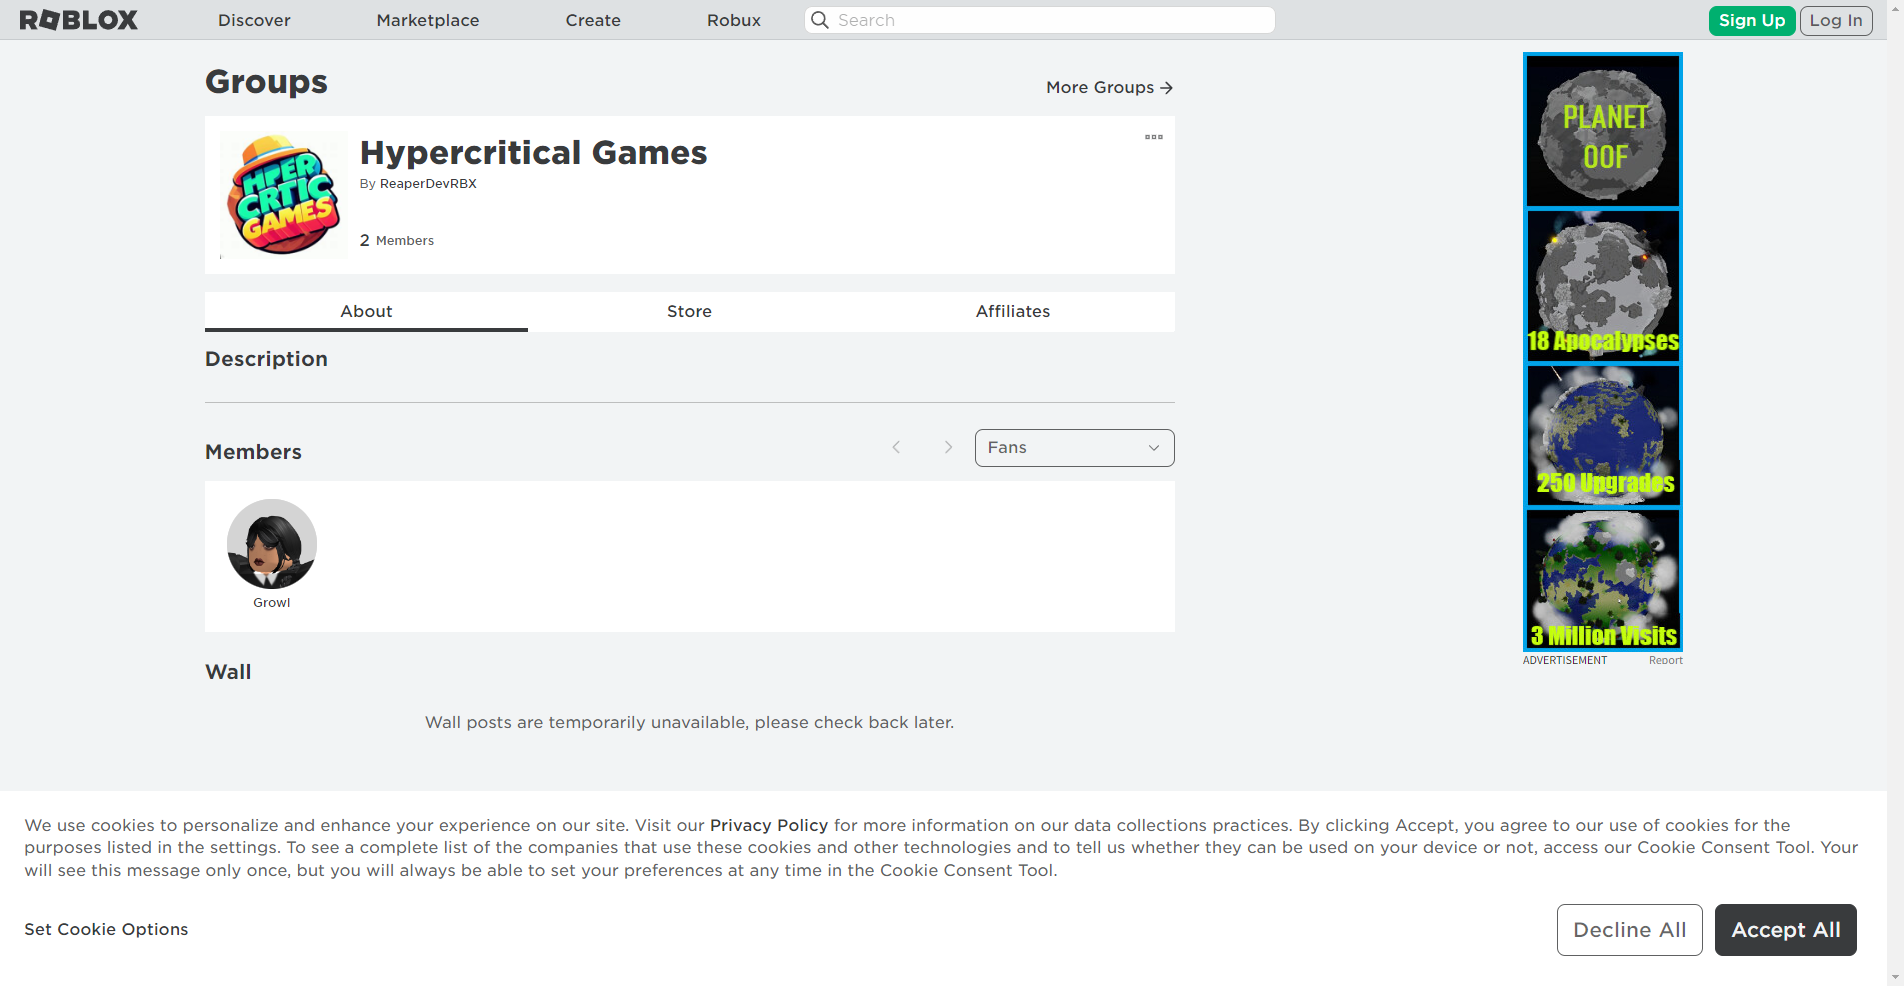 ROBLOX
Discover
Marketplace
Create
Robux
Search
Sign Up
Log In
Groups
More Groups
HPER
CRTIC
GAMES
Hypercritical Games
By ReaperDevRBX
2 Members
About
Store
Affiliates
Description
Members
Fans
Growl
Wall
Wall posts are temporarily unavailable, please check back later.
PLANET
OOF
18 Apocalypses
250 Upgrades
3 Million Visits
ADVERTISEMENT
Report
We use cookies to personalize and enhance your experience on our site. Visit our Privacy Policy for more information on our data collections practices. By clicking Accept, you agree to our use of cookies for the
purposes listed in the settings. To see a complete list of the companies that use these cookies and other technologies and to tell us whether they can be used on your device or not, access our Cookie Consent Tool. Your
will see this message only once, but you will always be able to set your preferences at any time in the Cookie Consent Tool.
Set Cookie Options
Decline All
Accept All